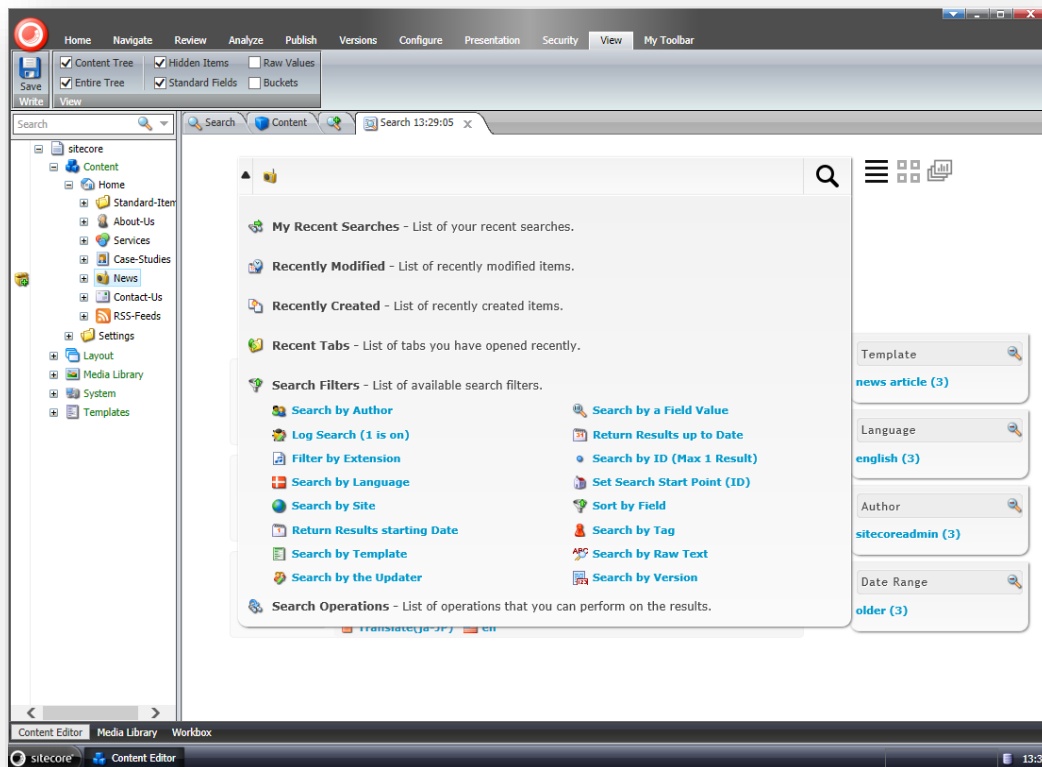 Home Navigate Review Analyze Publish Versions Configure Presentation Security View My Toolbar
Save
Write
Content Tree Hidden Items Raw Values
Entire Tree Standard Fields Buckets
View
Search
Search Content Search 13:29:05 x
sitecore
Content
Home
Standard-Item
About-Us
Services
Case-Studies
News
Contact-Us
RSS-Feeds
Settings
Layout
Media Library
System
Templates
My Recent Searches - List of your recent searches.
Recently Modified - List of recently modified items.
Recently Created - List of recently created items.
Recent Tabs - List of tabs you have opened recently.
Search Filters - List of available search filters.
Search by Author Search by a Field Value
Log Search (1 is on) Return Results up to Date
Filter by Extension Search by ID (Max 1 Result)
Search by Language Set Search Start Point (ID)
Search by Site Sort by Field
Return Results starting Date Search by Tag
Search by Template Search by Raw Text
Search by the Updater Search by Version
Search Operations - List of operations that you can perform on the results.
Translate(ja-JP) en
Template
news article (3)
Language
english (3)
Author
sitecoreadmin (3)
Date Range
older (3)
Content Editor Media Library Workbox
sitecore Content Editor 13:3